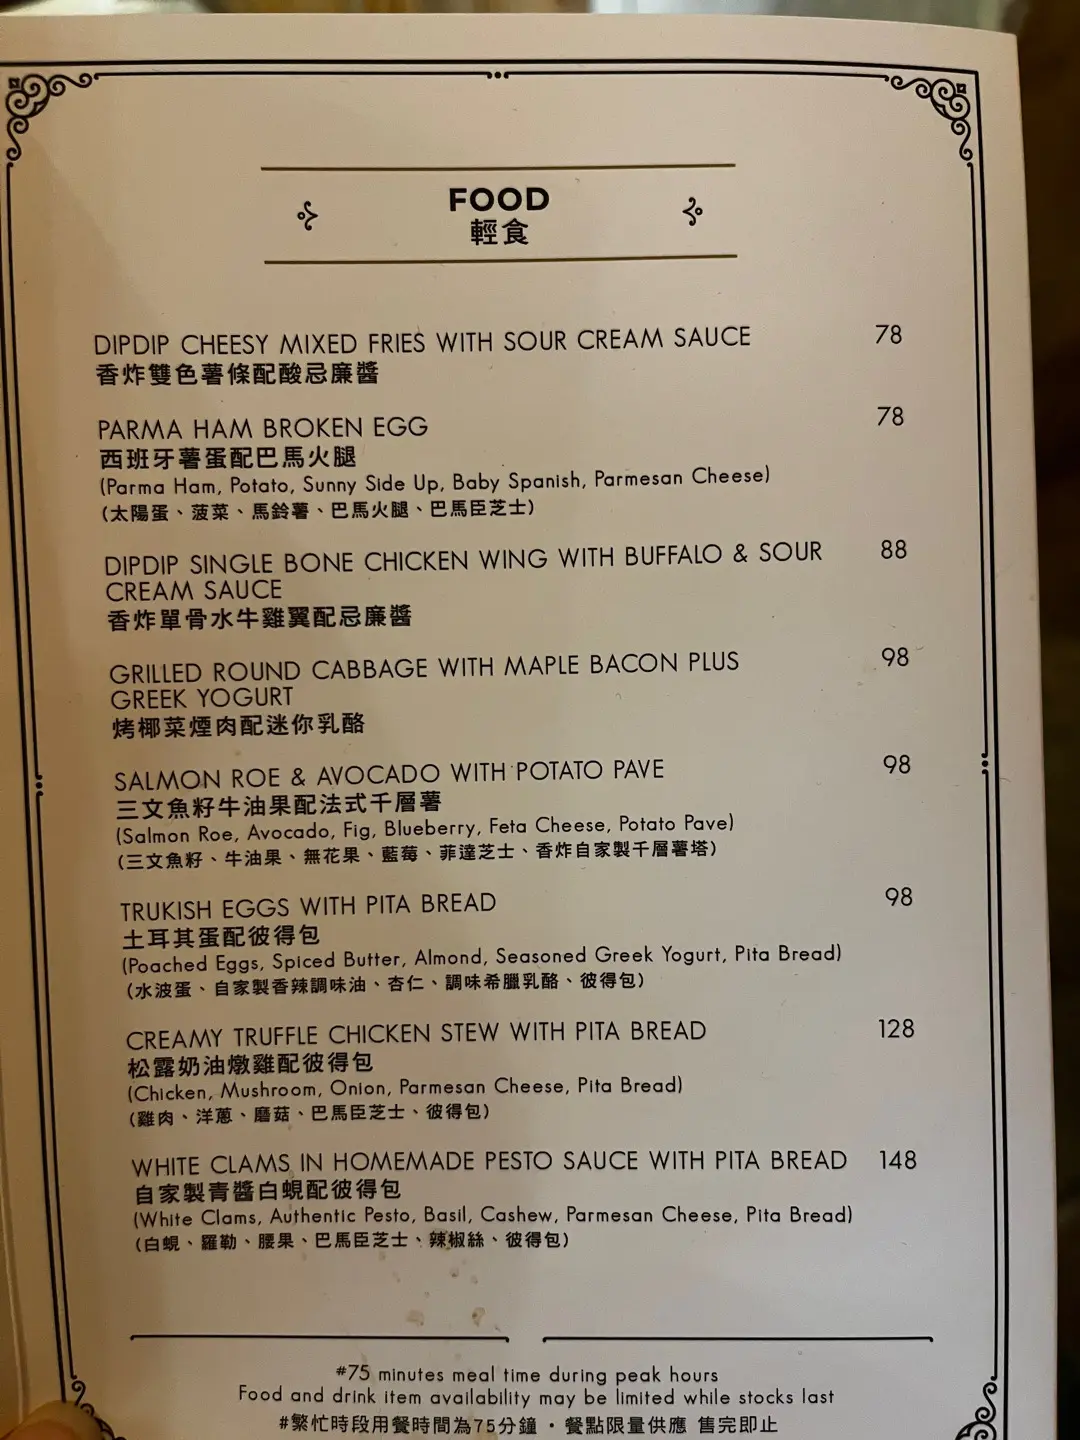 FOOD
輕食
DIPDIP CHEESY MIXED FRIES WITH SOUR CREAM SAUCE 78
香炸雙色薯條配酸忌廉醬
PARMA HAM BROKEN EGG 78
西班牙薯蛋配巴馬火腿
(Parma Ham, Potato, Sunny Side Up, Baby Spanish, Parmesan Cheese)
(太陽蛋、菠菜、馬鈴薯、巴馬火腿、巴馬臣芝士)
DIPDIP SINGLE BONE CHICKEN WING WITH BUFFALO & SOUR 88
CREAM SAUCE
香炸單骨水牛雞翼配忌廉醬
GRILLED ROUND CABBAGE WITH MAPLE BACON PLUS 98
GREEK YOGURT
烤椰菜煙肉配迷你乳酪
SALMON ROE & AVOCADO WITH POTATO PAVE 98
三文魚籽牛油果配法式千層薯
(Salmon Roe, Avocado, Fig, Blueberry, Feta Cheese, Potato Pave)
(三文魚籽、牛油果、無花果、藍莓、菲達芝士、香炸自家製千層薯塔)
TRUKISH EGGS WITH PITA BREAD 98
土耳其蛋配彼得包
(Poached Eggs, Spiced Butter, Almond, Seasoned Greek Yogurt, Pita Bread)
(水波蛋、自家製香辣調味油、杏仁、調味希臘乳酪、彼得包)
CREAMY TRUFFLE CHICKEN STEW WITH PITA BREAD 128
松露奶油燉雞配彼得包
(Chicken, Mushroom, Onion, Parmesan Cheese, Pita Bread)
(雞肉、洋蔥、磨菇、巴馬臣芝士、彼得包)
WHITE CLAMS IN HOMEMADE PESTO SAUCE WITH PITA BREAD 148
自家製青醬白蜆配彼得包
(White Clams, Authentic Pesto, Basil, Cashew, Parmesan Cheese, Pita Bread)
(白蜆、羅勒、腰果、巴馬臣芝士、辣椒絲、彼得包)
#75 minutes meal time during peak hours
Food and drink item availability may be limited while stocks last
#繁忙時段用餐時間為75分鐘・餐點限量供應 售完即止